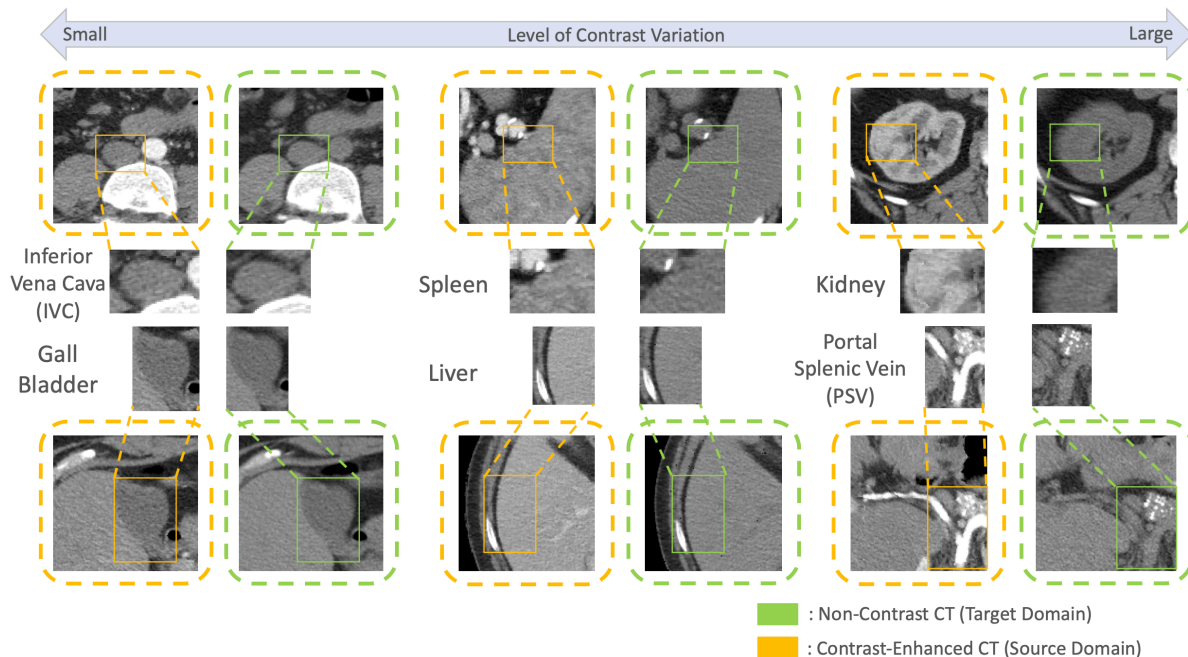 Small
Level of Contrast Variation
Large
Inferior
Vena Cava
(IVC)
Spleen
Kidney
Gall
Bladder
Liver
Portal
Splenic Vein
(PSV)
: Non-Contrast CT (Target Domain)
: Contrast-Enhanced CT (Source Domain)